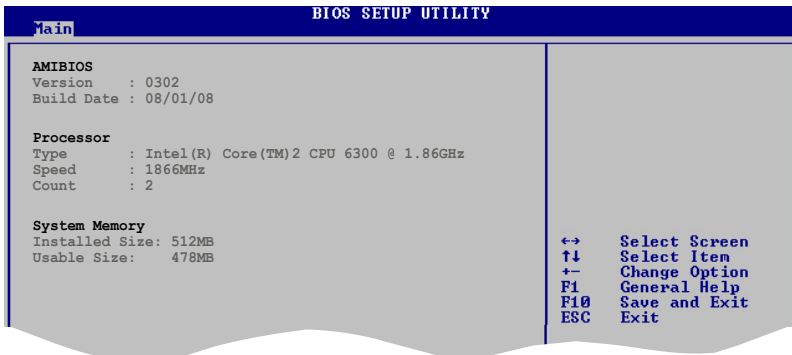 BIOS SETUP UTILITY
Main
AMIBIOS
Version : 0302
Build Date : 08/01/08
Processor
Type : Intel(R) Core(TM)2 CPU 6300 @ 1.86GHz
Speed : 1866MHz
Count : 2
System Memory
Installed Size: 512MB
Usable Size: 478MB
←→ Select Screen
↑↓ Select Item
+- Change Option
F1 General Help
F10 Save and Exit
ESC Exit